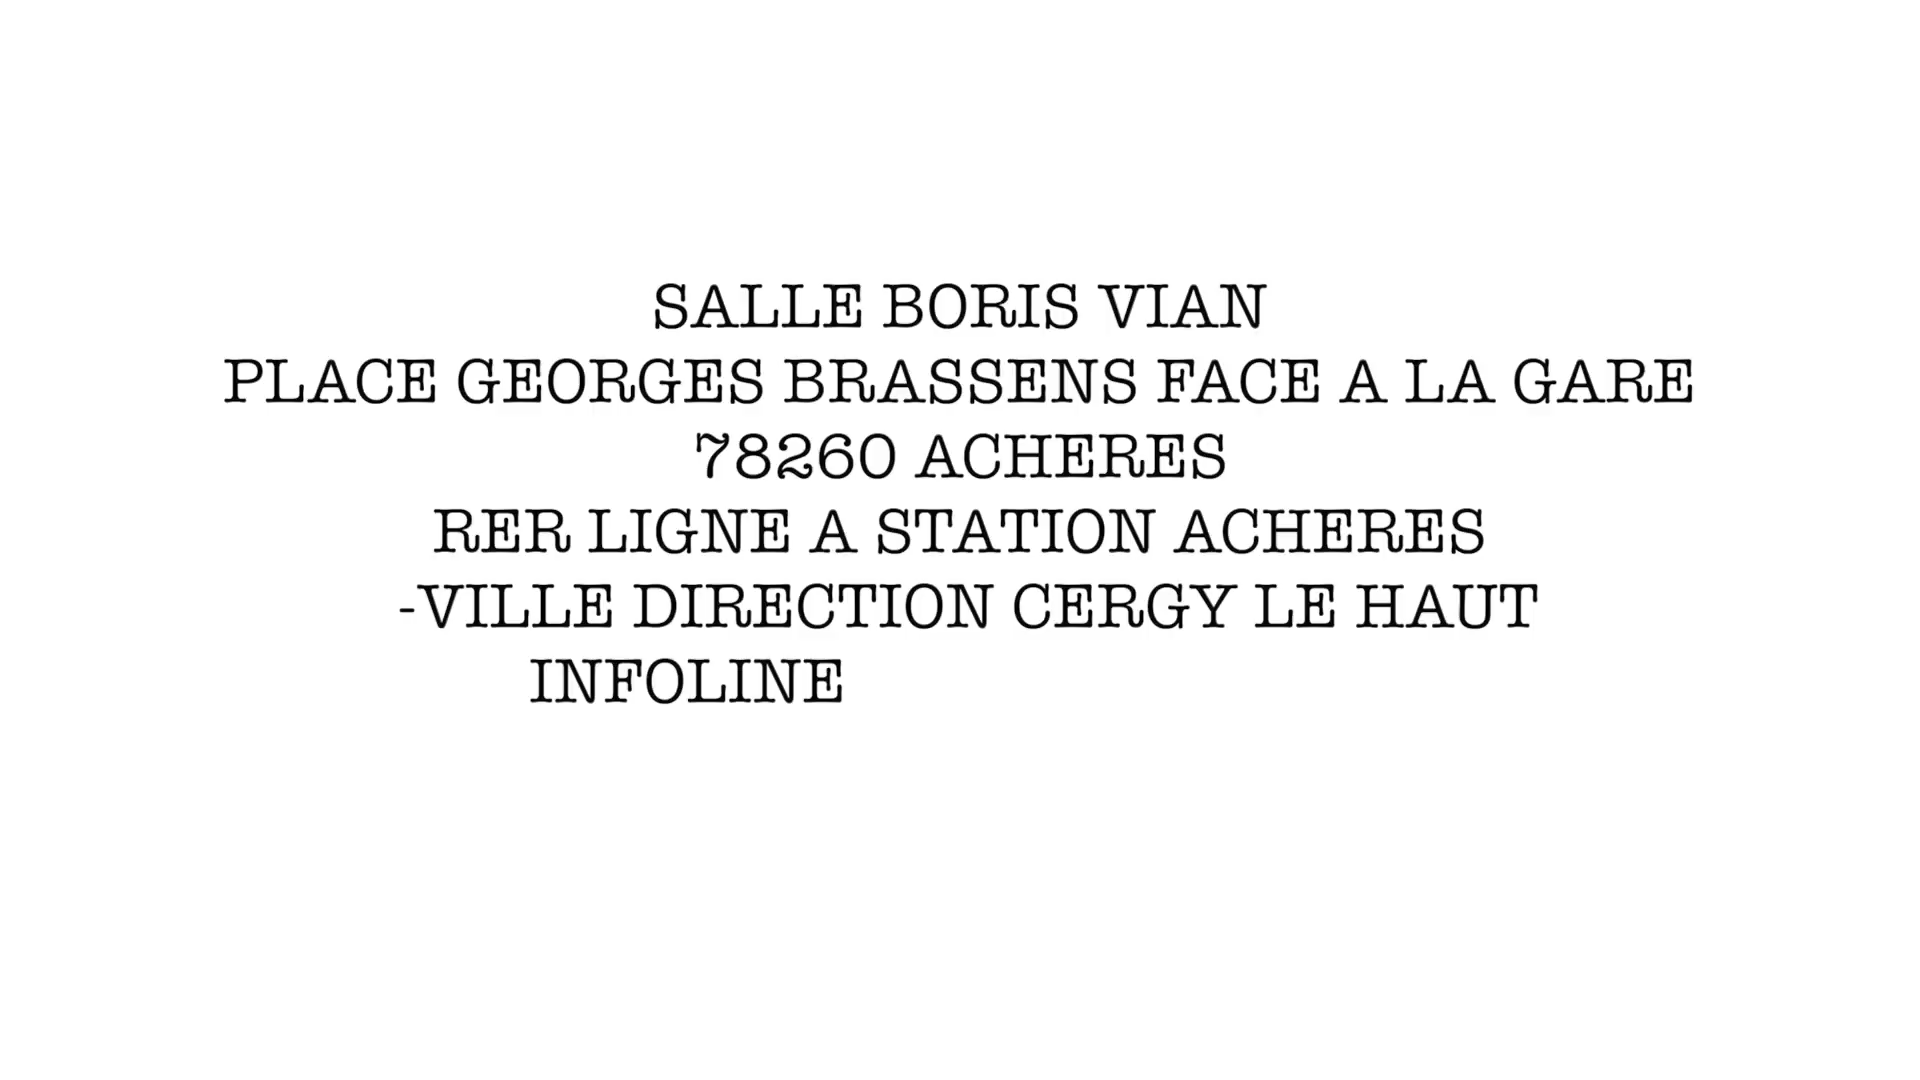 SALLE BORIS VIAN
PLACE GEORGES BRASSENS FACE A LA GARE
78260 ACHERES
RER LIGNE A STATION ACHERES
-VILLE DIRECTION CERGY LE HAUT
INFOLINE